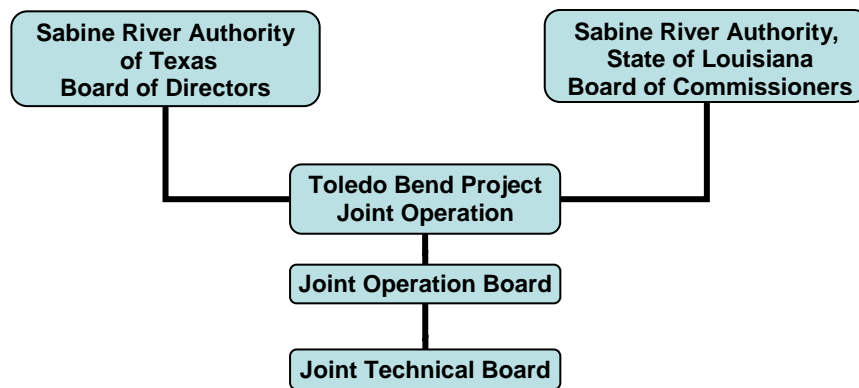 Sabine River Authority
of Texas
Board of Directors
Sabine River Authority,
State of Louisiana
Board of Commissioners
Toledo Bend Project
Joint Operation
Joint Operation Board
Joint Technical Board